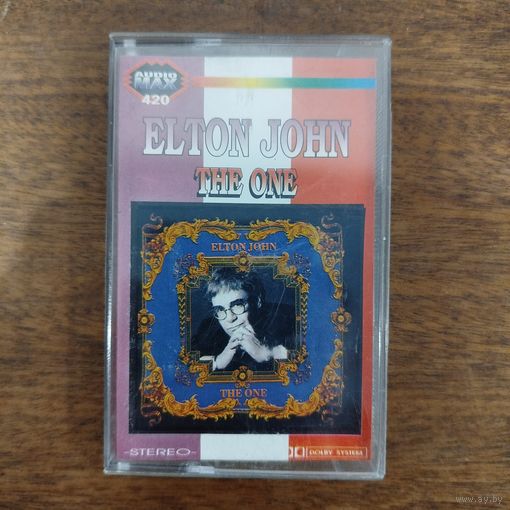 AUDIO
MAX
420
ELTON JOHN
THE ONE
ELTON JOHN
THE ONE
STEREO
DOLBY SYSTEM
www.ay.by